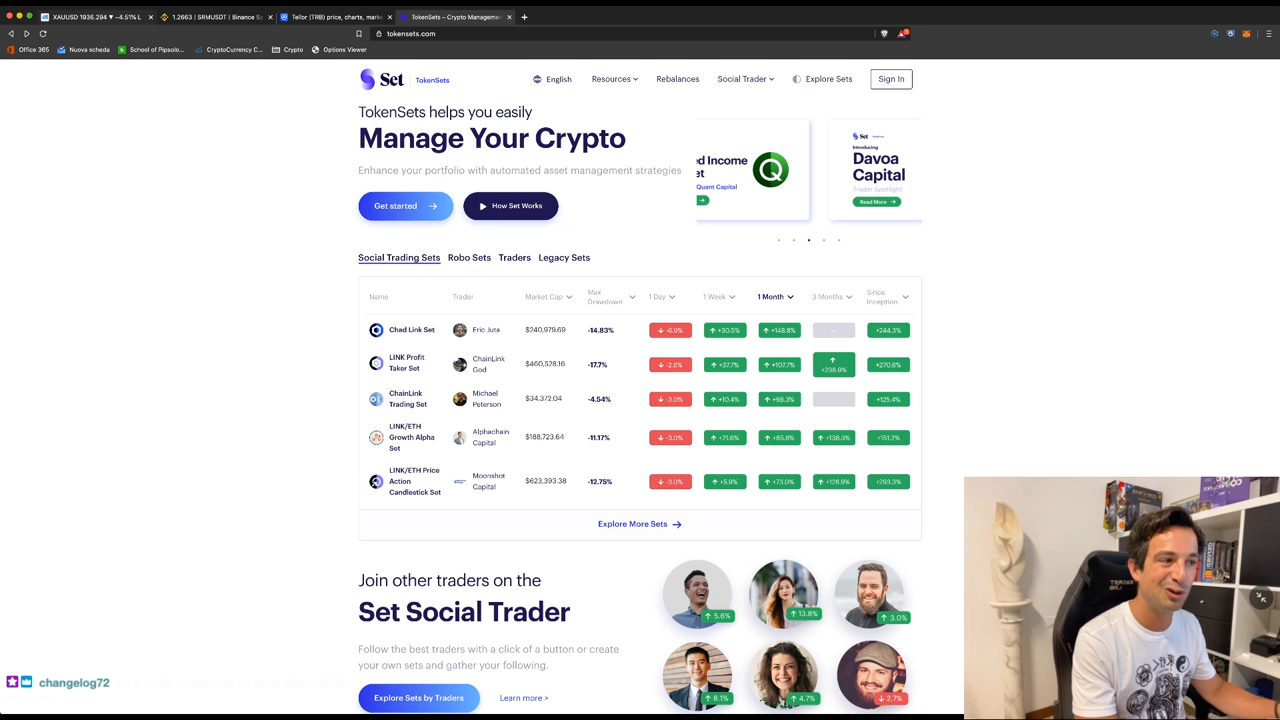 XAUUSD 1936.294 ▼ −4.51% L
1.2663 | SRMUSDT | Binance Sp
Tellor (TRB) price, charts, marke
TokenSets – Crypto Management
tokensets.com
Office 365
Nuova scheda
School of Pipsolo...
CryptoCurrency C...
Crypto
Options Viewer
Set TokenSets
English
Resources
Rebalances
Social Trader
Explore Sets
Sign In
TokenSets helps you easily
Manage Your Crypto
Enhance your portfolio with automated asset management strategies
Get started
How Set Works
ed Income
et
Quant Capital
Set
Introducing
Davoa
Capital
Trader Spotlight
Read More
Social Trading Sets
Robo Sets
Traders
Legacy Sets
Name Trader Market Cap Max Drawdown 1 Day 1 Week 1 Month 3 Months Since Inception
Chad Link Set Eric Juta $240,979.69 -14.83% -6.9% +30.5% +148.8% +244.3%
LINK Profit Taker Set ChainLink God $460,528.16 -17.7% -2.8% +37.7% +107.7% +238.9% +270.6%
ChainLink Trading Set Michael Peterson $34,372.04 -4.54% -3.0% +10.4% +98.3% +125.4%
LINK/ETH Growth Alpha Set Alphachain Capital $188,723.64 -11.17% -3.0% +21.6% +85.8% +138.3% +151.2%
LINK/ETH Price Action Candlestick Set Moonshot Capital $623,393.38 -12.75% -3.0% +5.9% +73.0% +128.9% +293.3%
Explore More Sets
Join other traders on the
Set Social Trader
Follow the best traders with a click of a button or create
your own sets and gather your following.
Explore Sets by Traders
Learn more >
5.6%
13.8%
3.0%
8.1%
4.7%
2.7%
changelog72